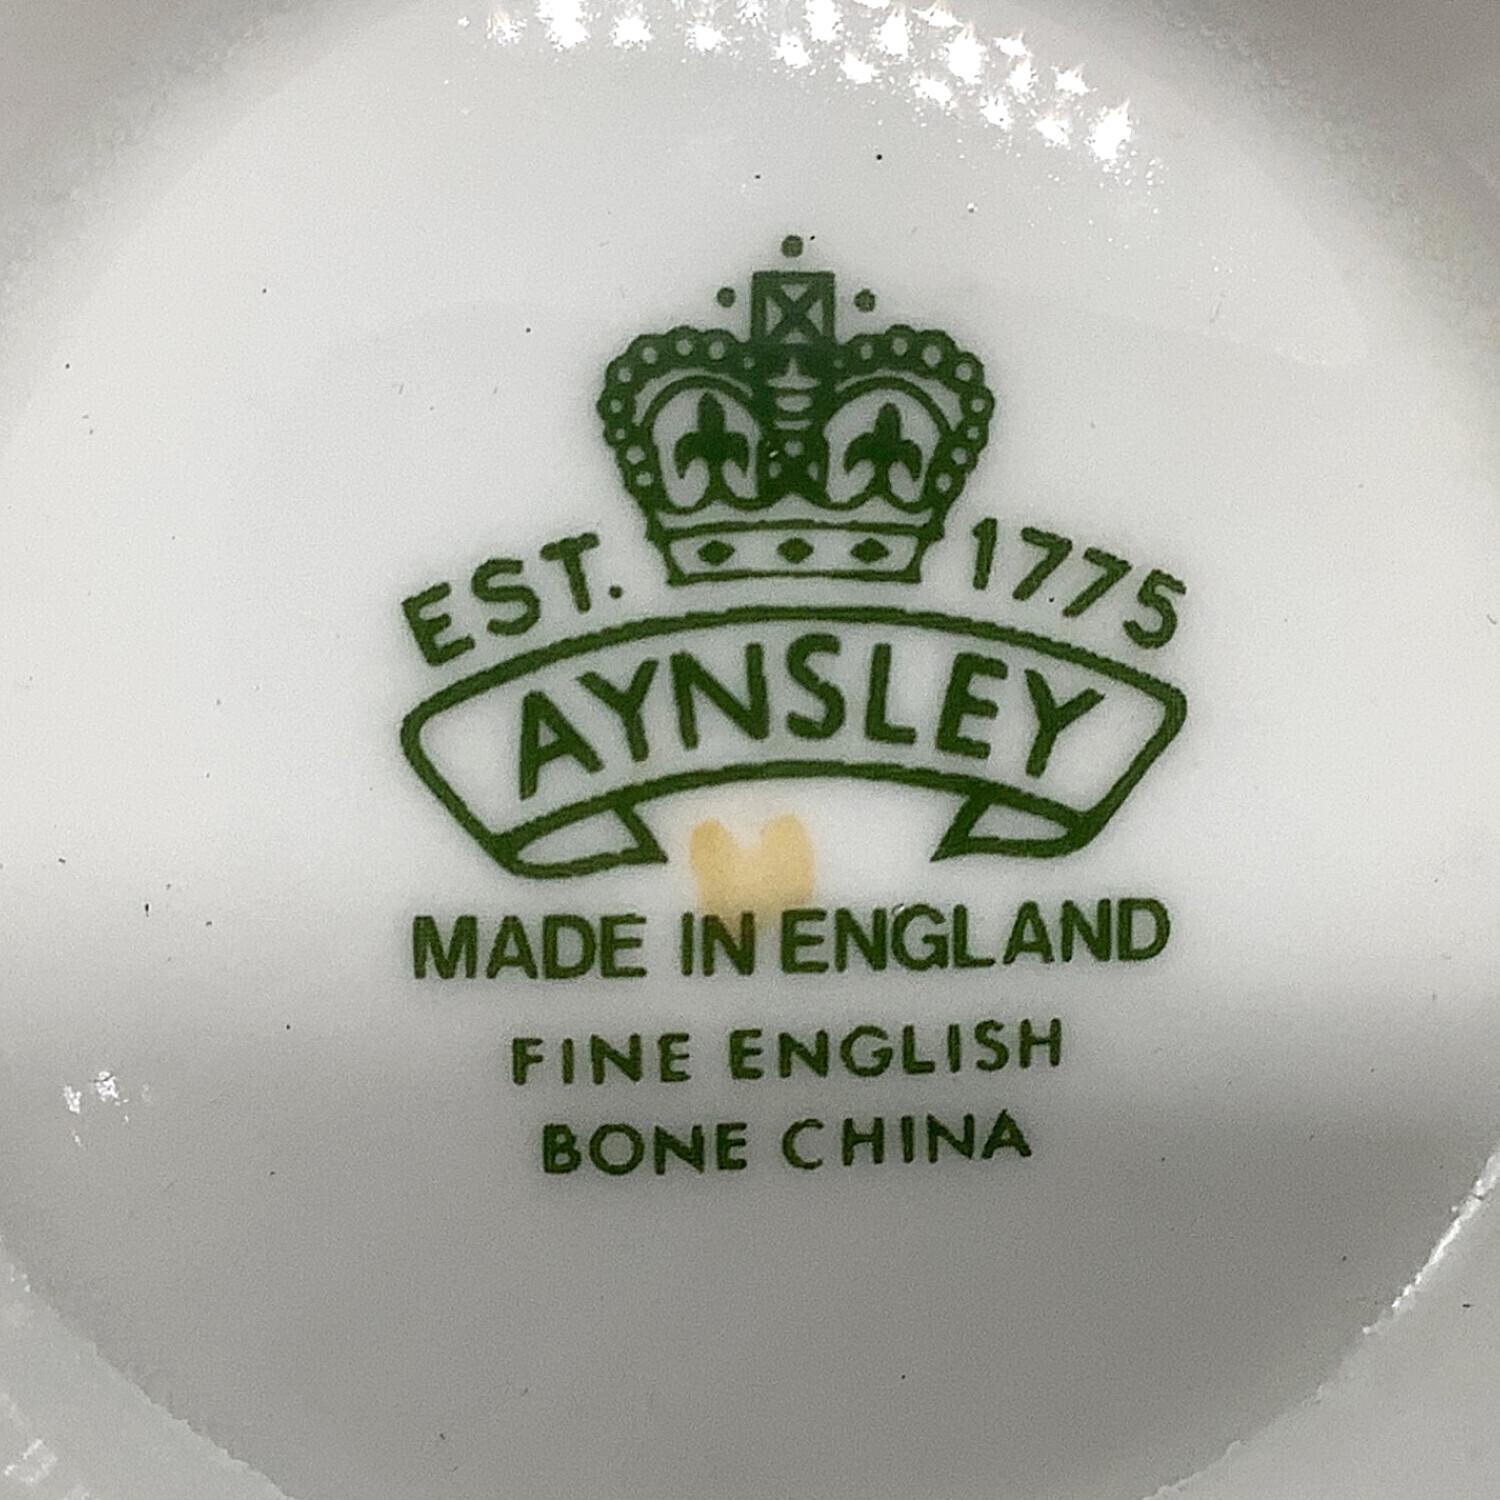 EST. 1775
AYNSLEY
MADE IN ENGLAND
FINE ENGLISH
BONE CHINA